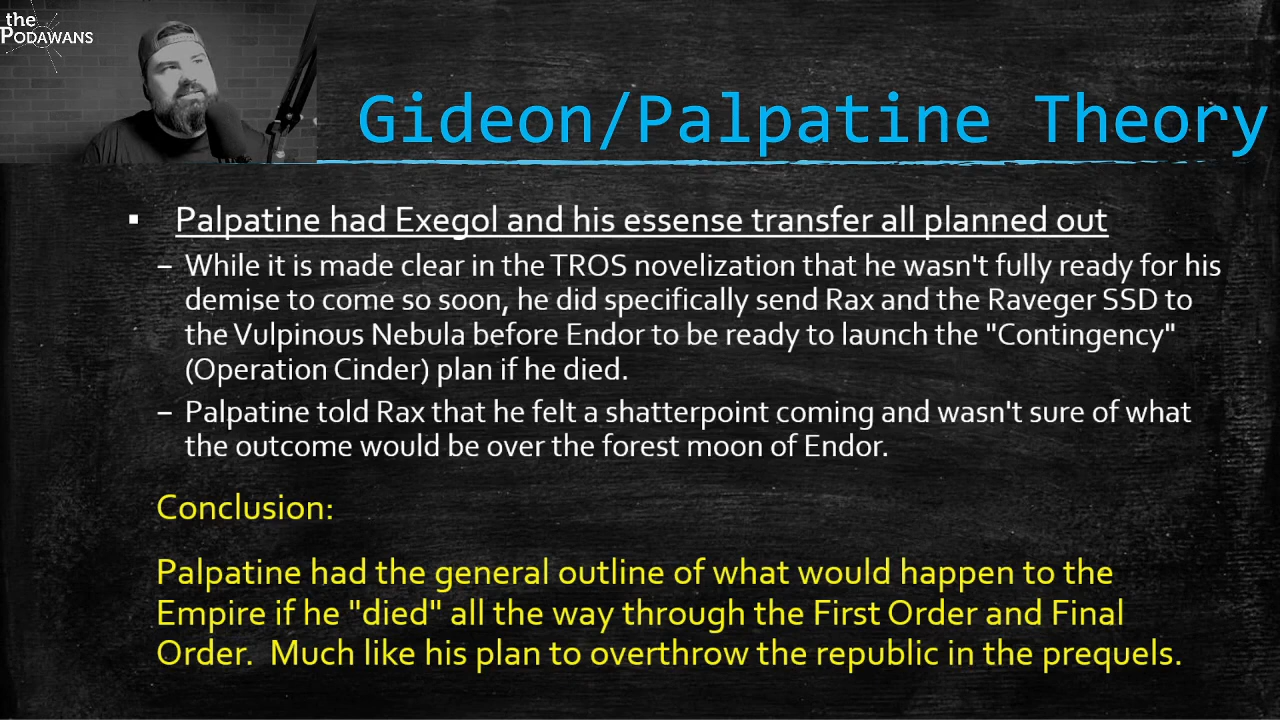 the
PODAWANS
Gideon/Palpatine Theory
▪ Palpatine had Exegol and his essense transfer all planned out
– While it is made clear in the TROS novelization that he wasn't fully ready for his
demise to come so soon, he did specifically send Rax and the Raveger SSD to
the Vulpinous Nebula before Endor to be ready to launch the "Contingency"
(Operation Cinder) plan if he died.
– Palpatine told Rax that he felt a shatterpoint coming and wasn't sure of what
the outcome would be over the forest moon of Endor.
Conclusion:
Palpatine had the general outline of what would happen to the
Empire if he "died" all the way through the First Order and Final
Order.  Much like his plan to overthrow the republic in the prequels.